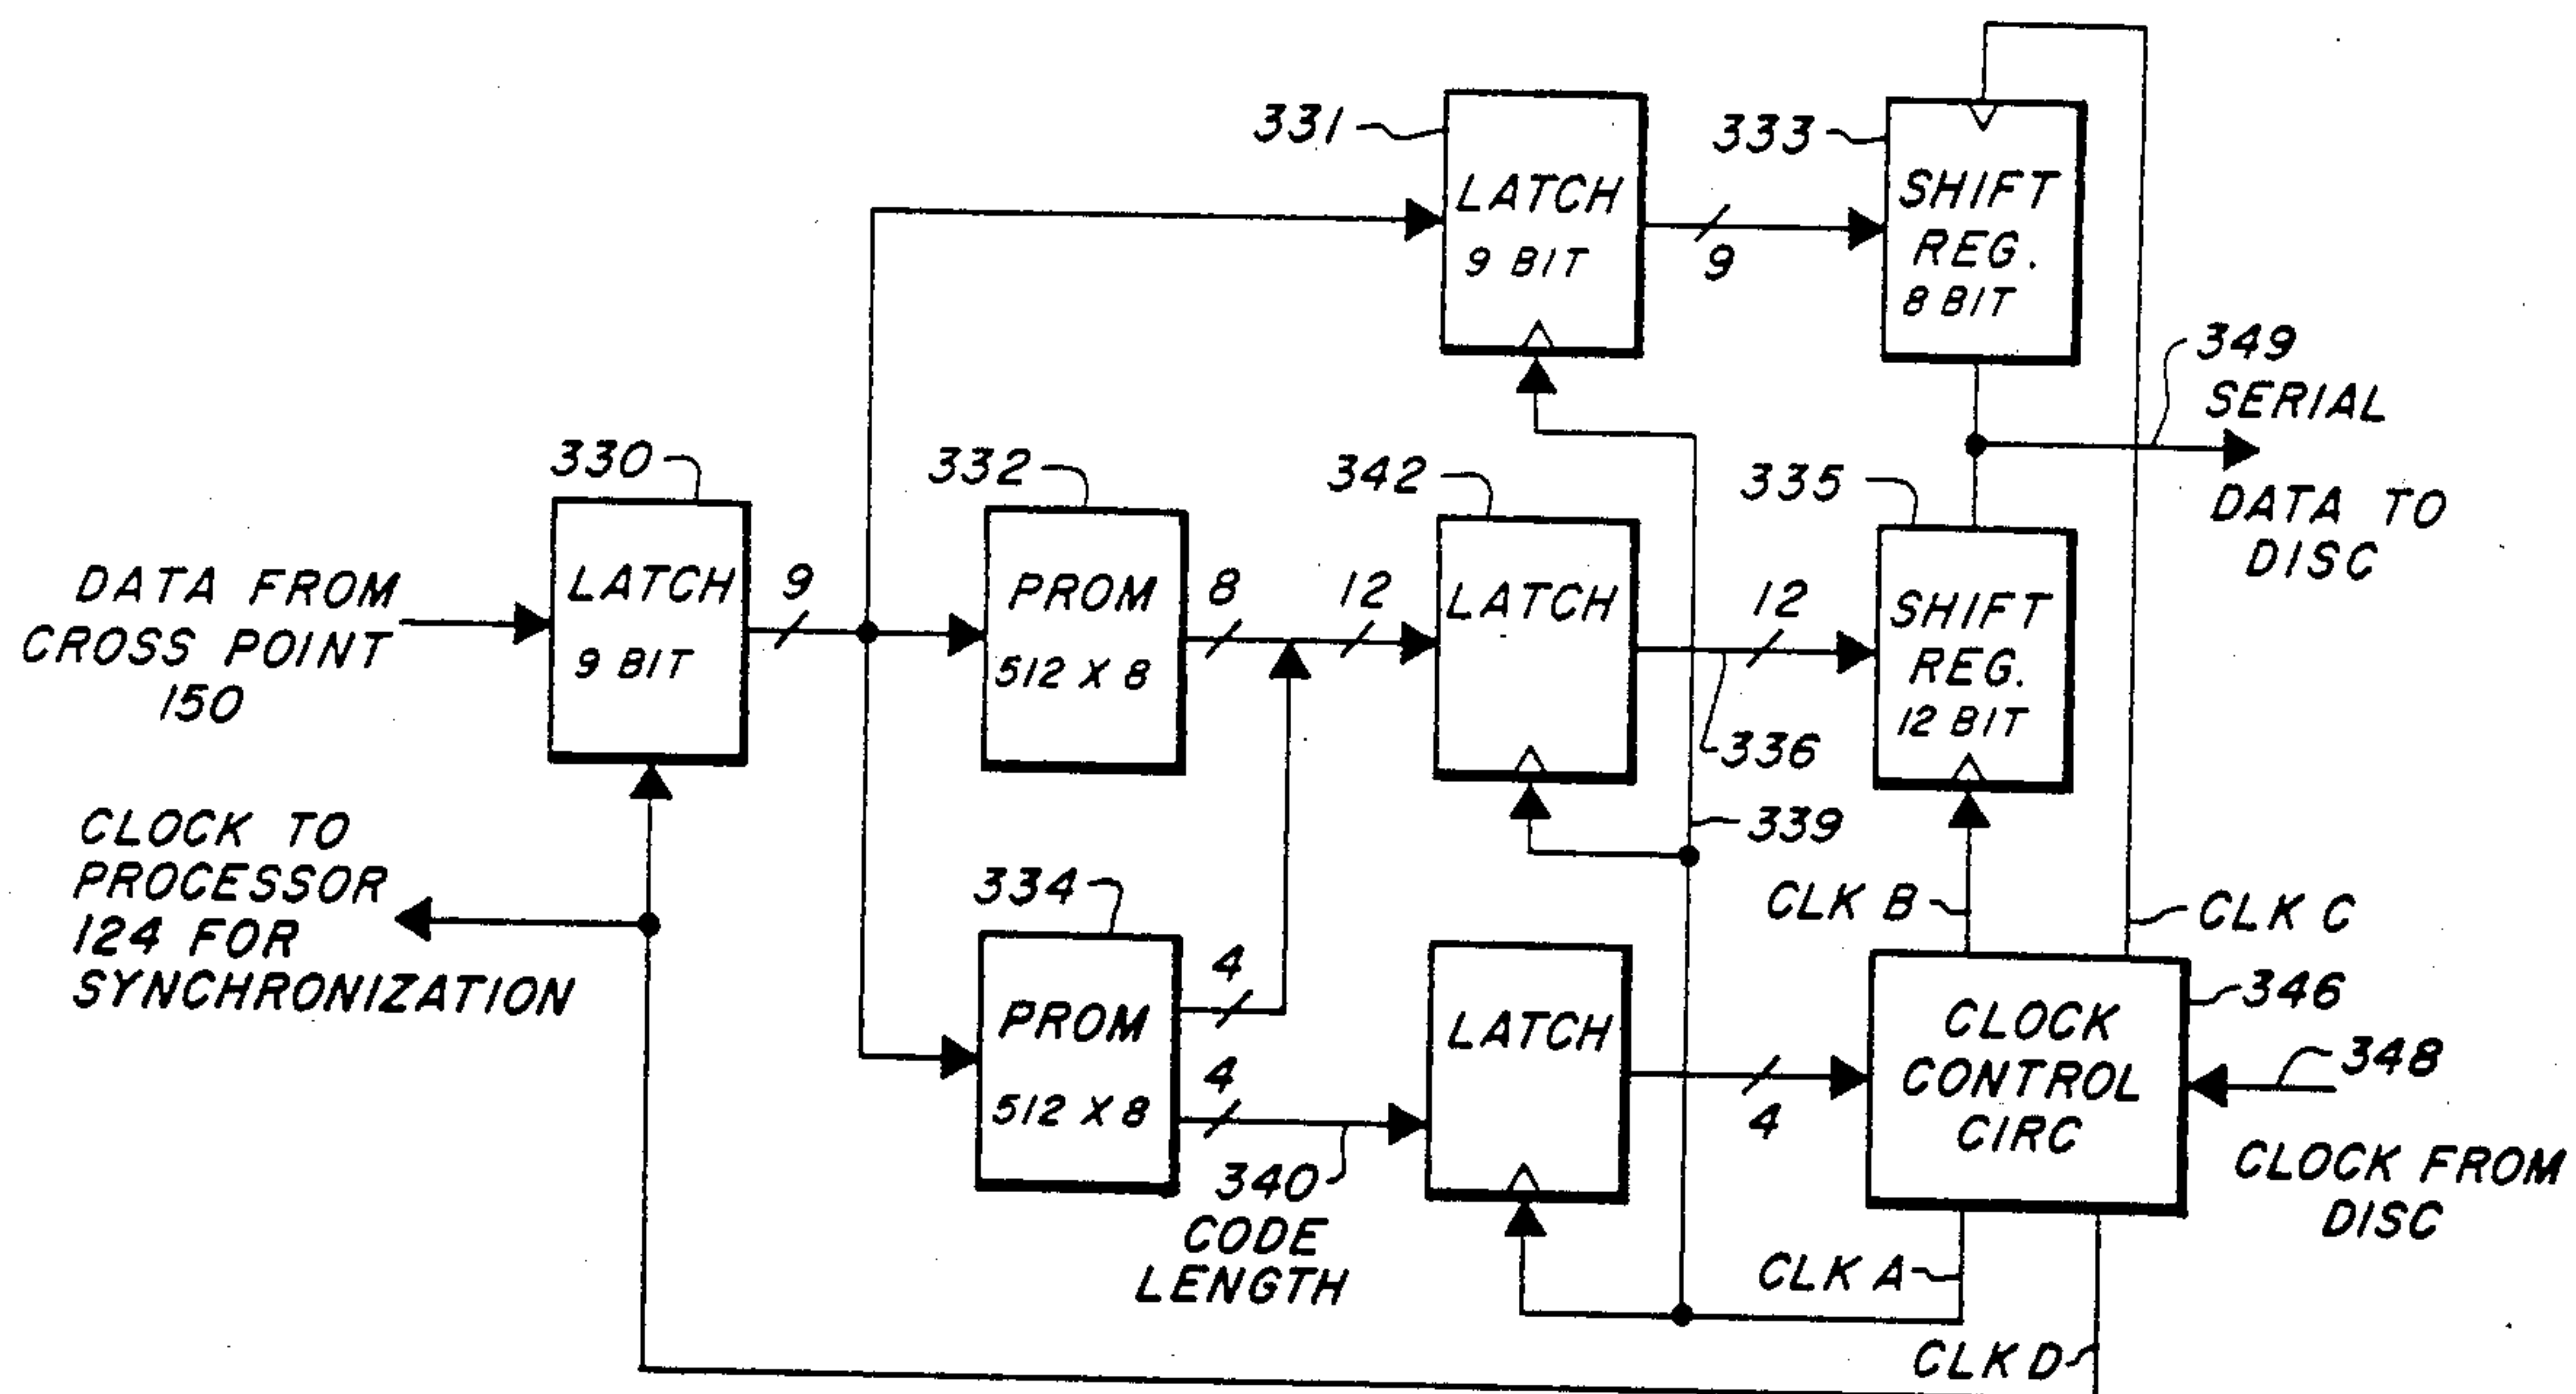 331
LATCH
9 BIT
9
333
SHIFT
REG.
8 BIT
349
SERIAL
DATA TO
DISC
DATA FROM
CROSS POINT
150
330
LATCH
9 BIT
9
332
PROM
512 X 8
8
12
342
LATCH
12
336
335
SHIFT
REG.
12 BIT
339
CLOCK TO
PROCESSOR
124 FOR
SYNCHRONIZATION
334
PROM
512 X 8
4
4
340
CODE
LENGTH
LATCH
4
CLK B
CLK C
346
CLOCK
CONTROL
CIRC
348
CLOCK FROM
DISC
CLK A
CLK D